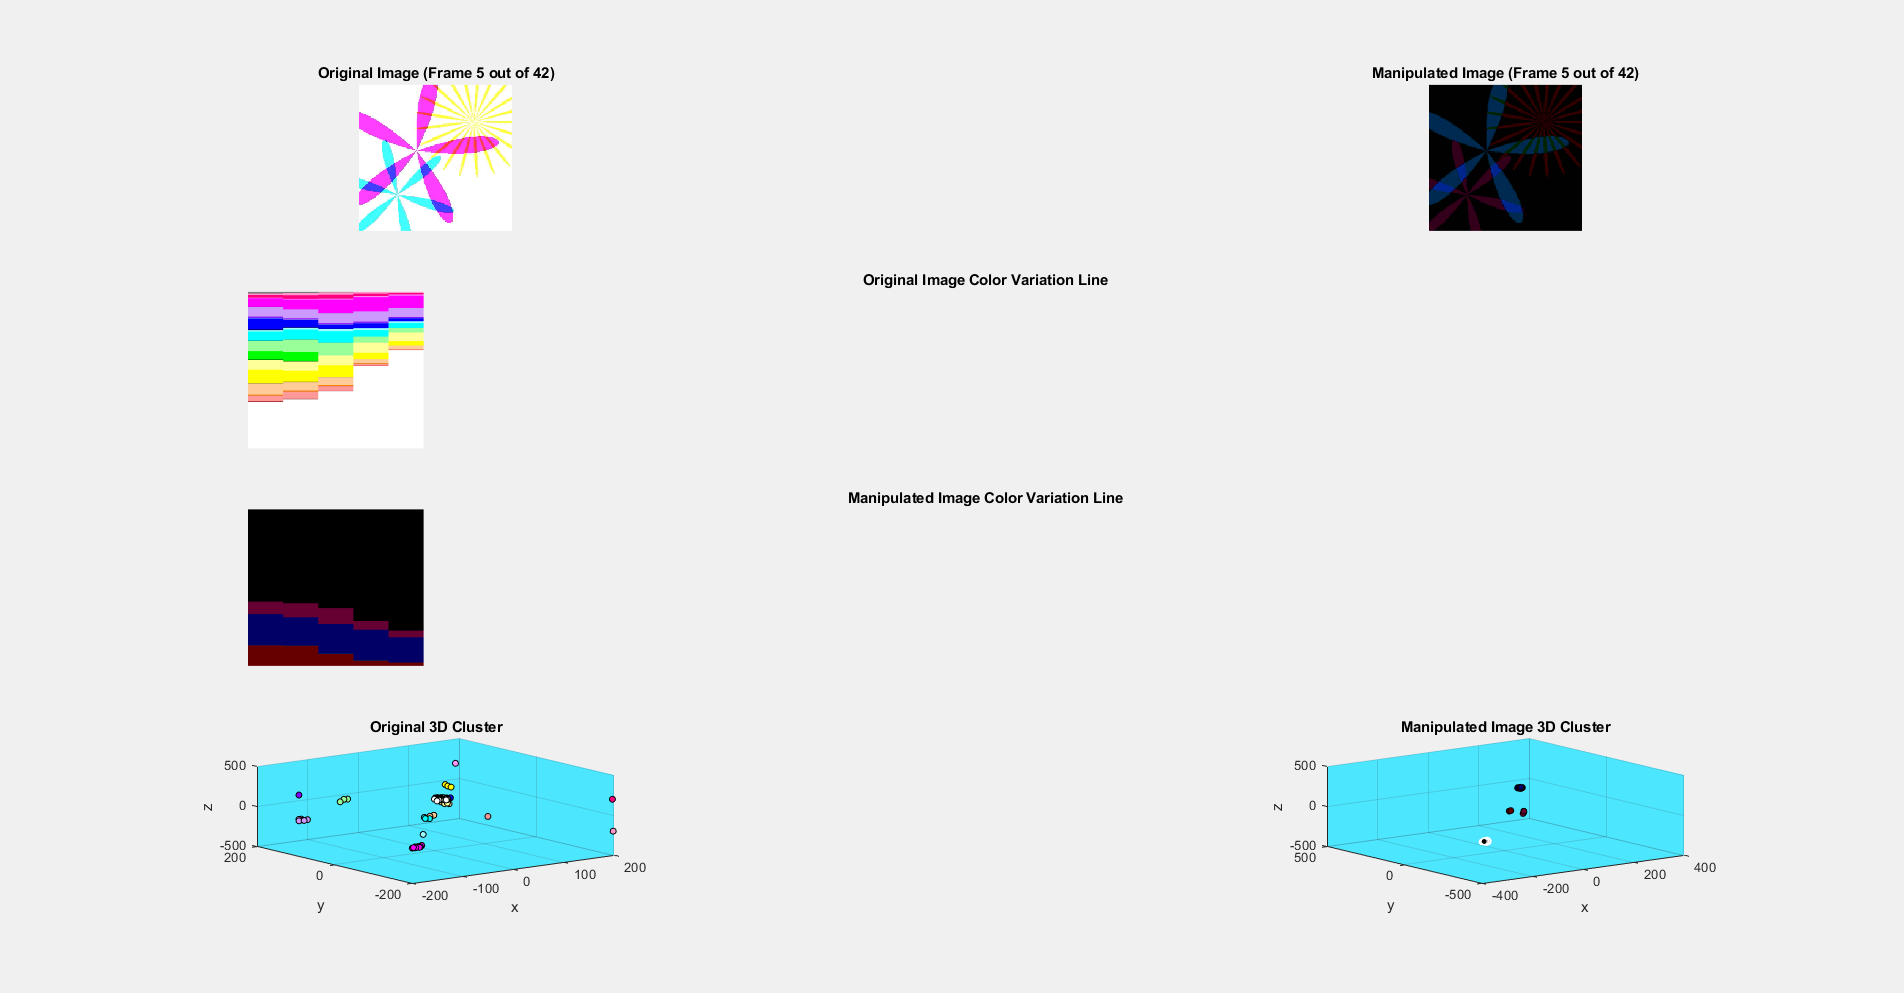 Original Image (Frame 5 out of 42)
Manipulated Image (Frame 5 out of 42)
Original Image Color Variation Line
Manipulated Image Color Variation Line
Original 3D Cluster
500
0
-500
z
200
0
-200
y
-200
-100
0
100
200
x
Manipulated Image 3D Cluster
500
0
-500
z
500
0
-500
y
-400
-200
0
200
400
x